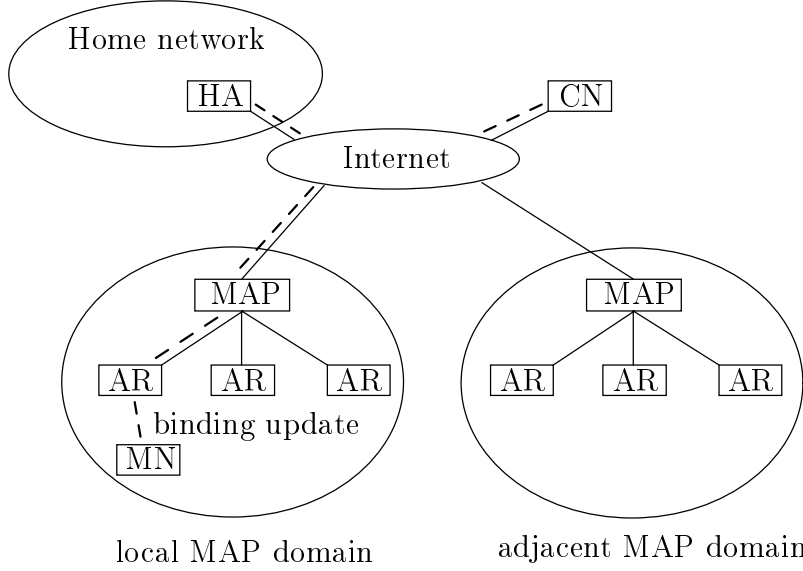 Home network
HA
CN
Internet
MAP
MAP
AR
AR
AR
AR
AR
AR
binding update
MN
local MAP domain
adjacent MAP domain